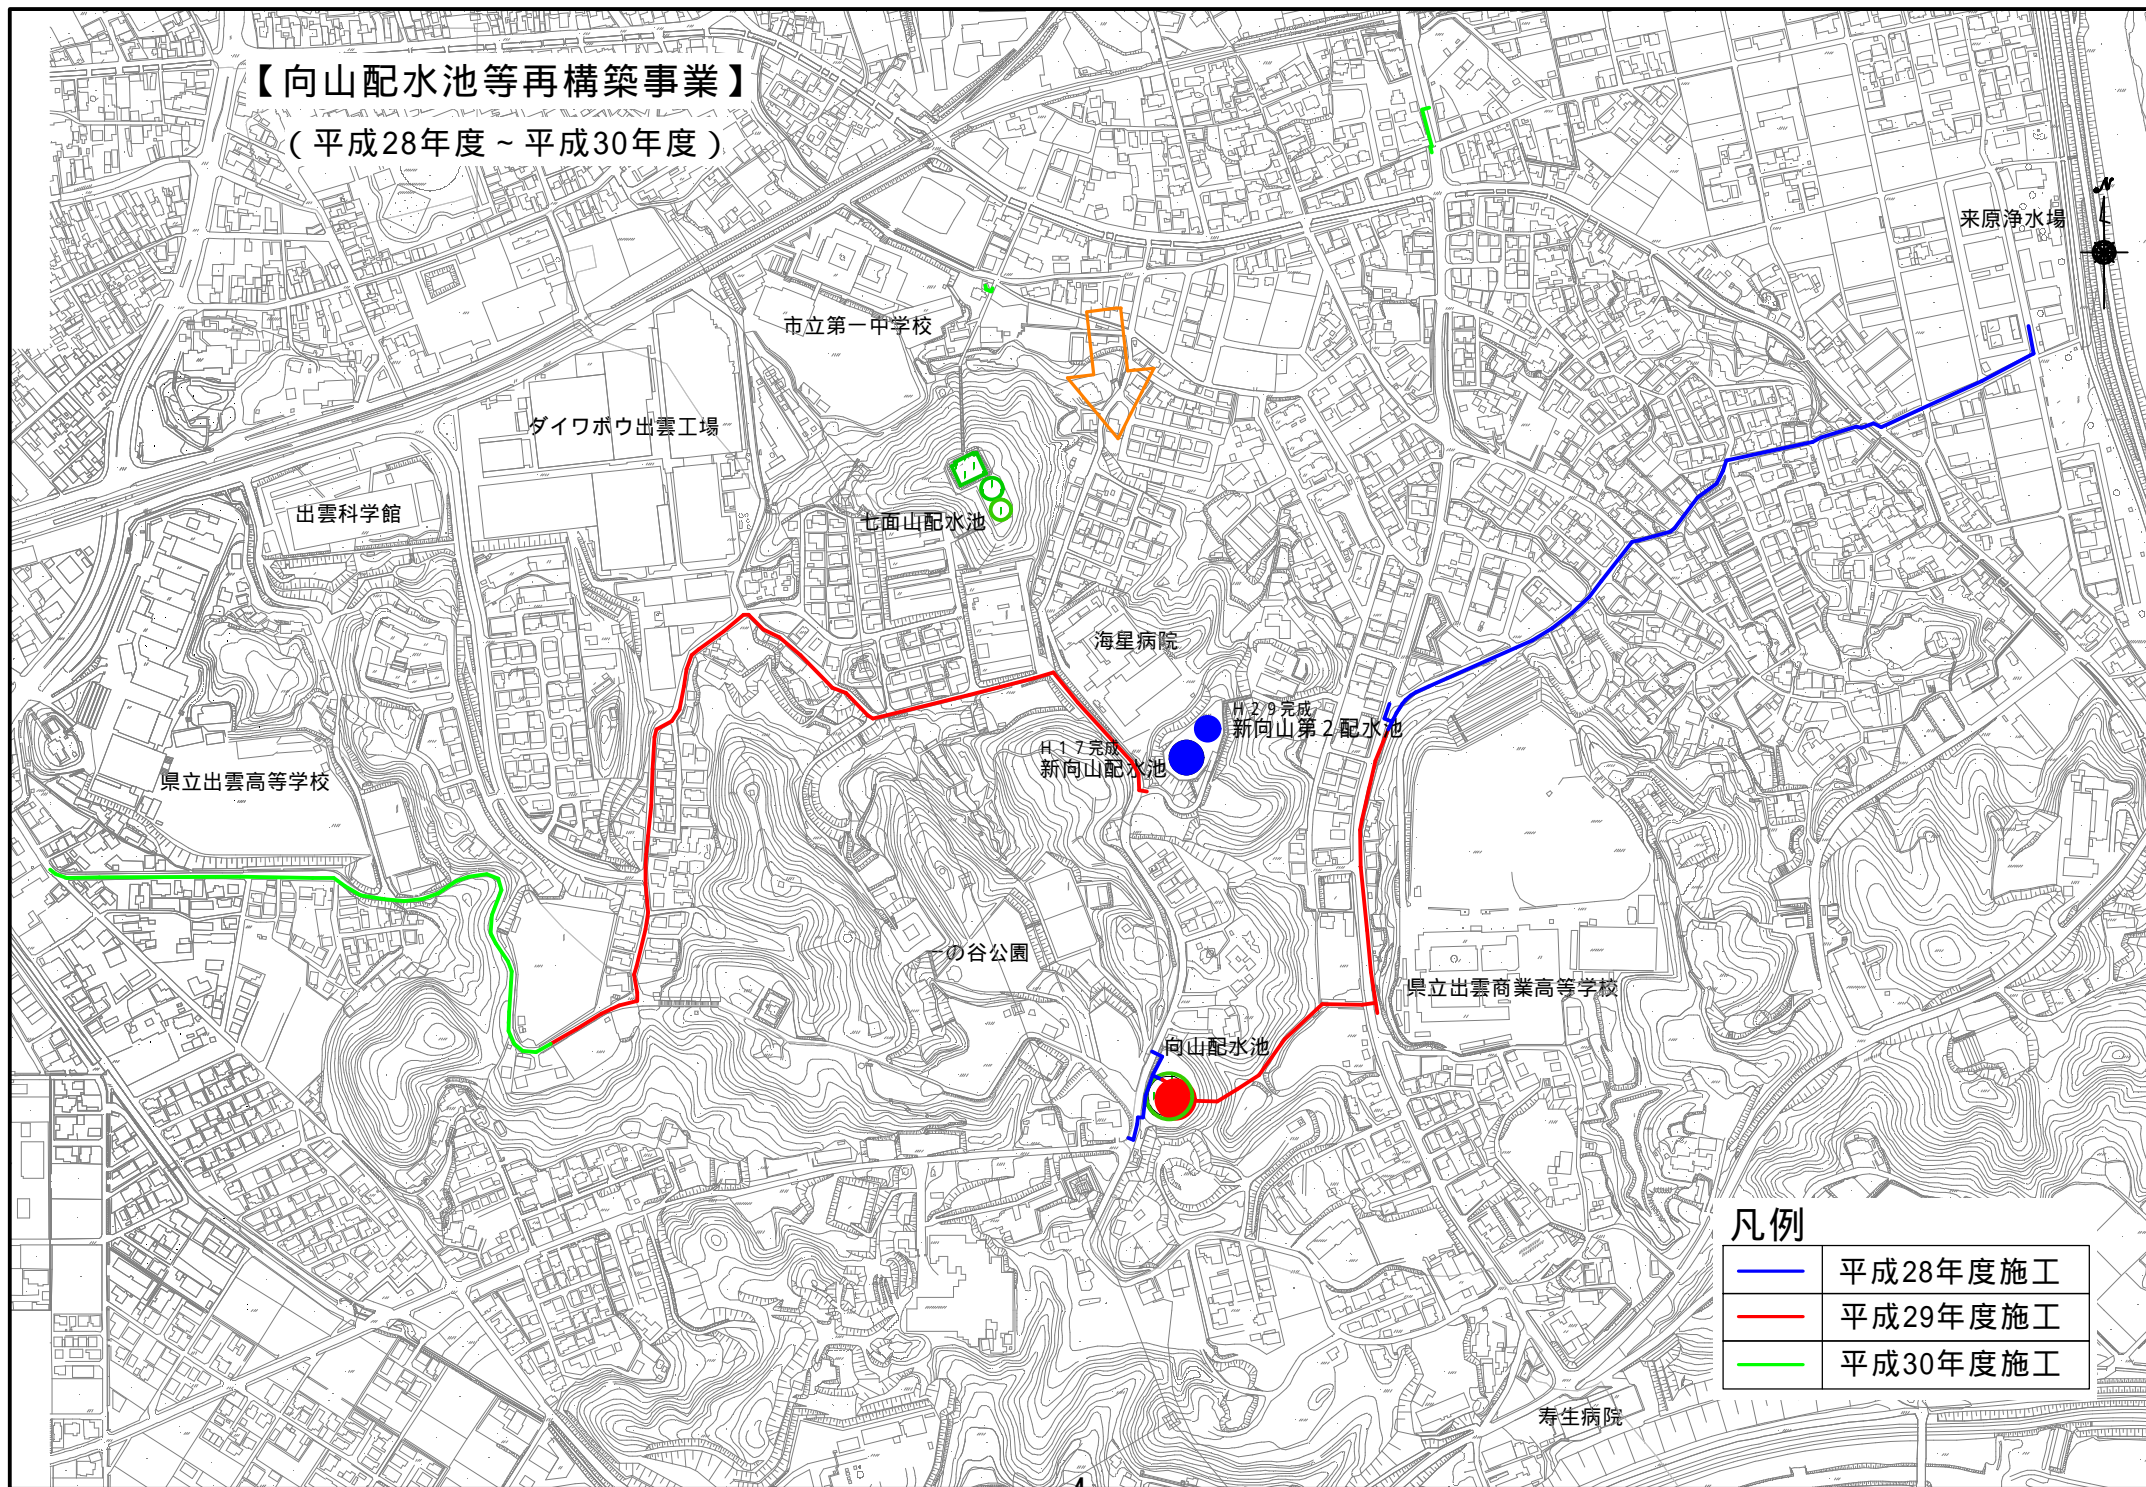 【向山配水池等再構築事業】
(平成28年度~平成30年度)
N
来原浄水場
市立第一中学校
ダイワボウ出雲工場
出雲科学館
七面山配水池
海星病院
H29完成
新向山第2配水池
H17完成
新向山配水池
県立出雲高等学校
一の谷公園
県立出雲商業高等学校
向山配水池
凡例
平成28年度施工
平成29年度施工
平成30年度施工
寿生病院
4